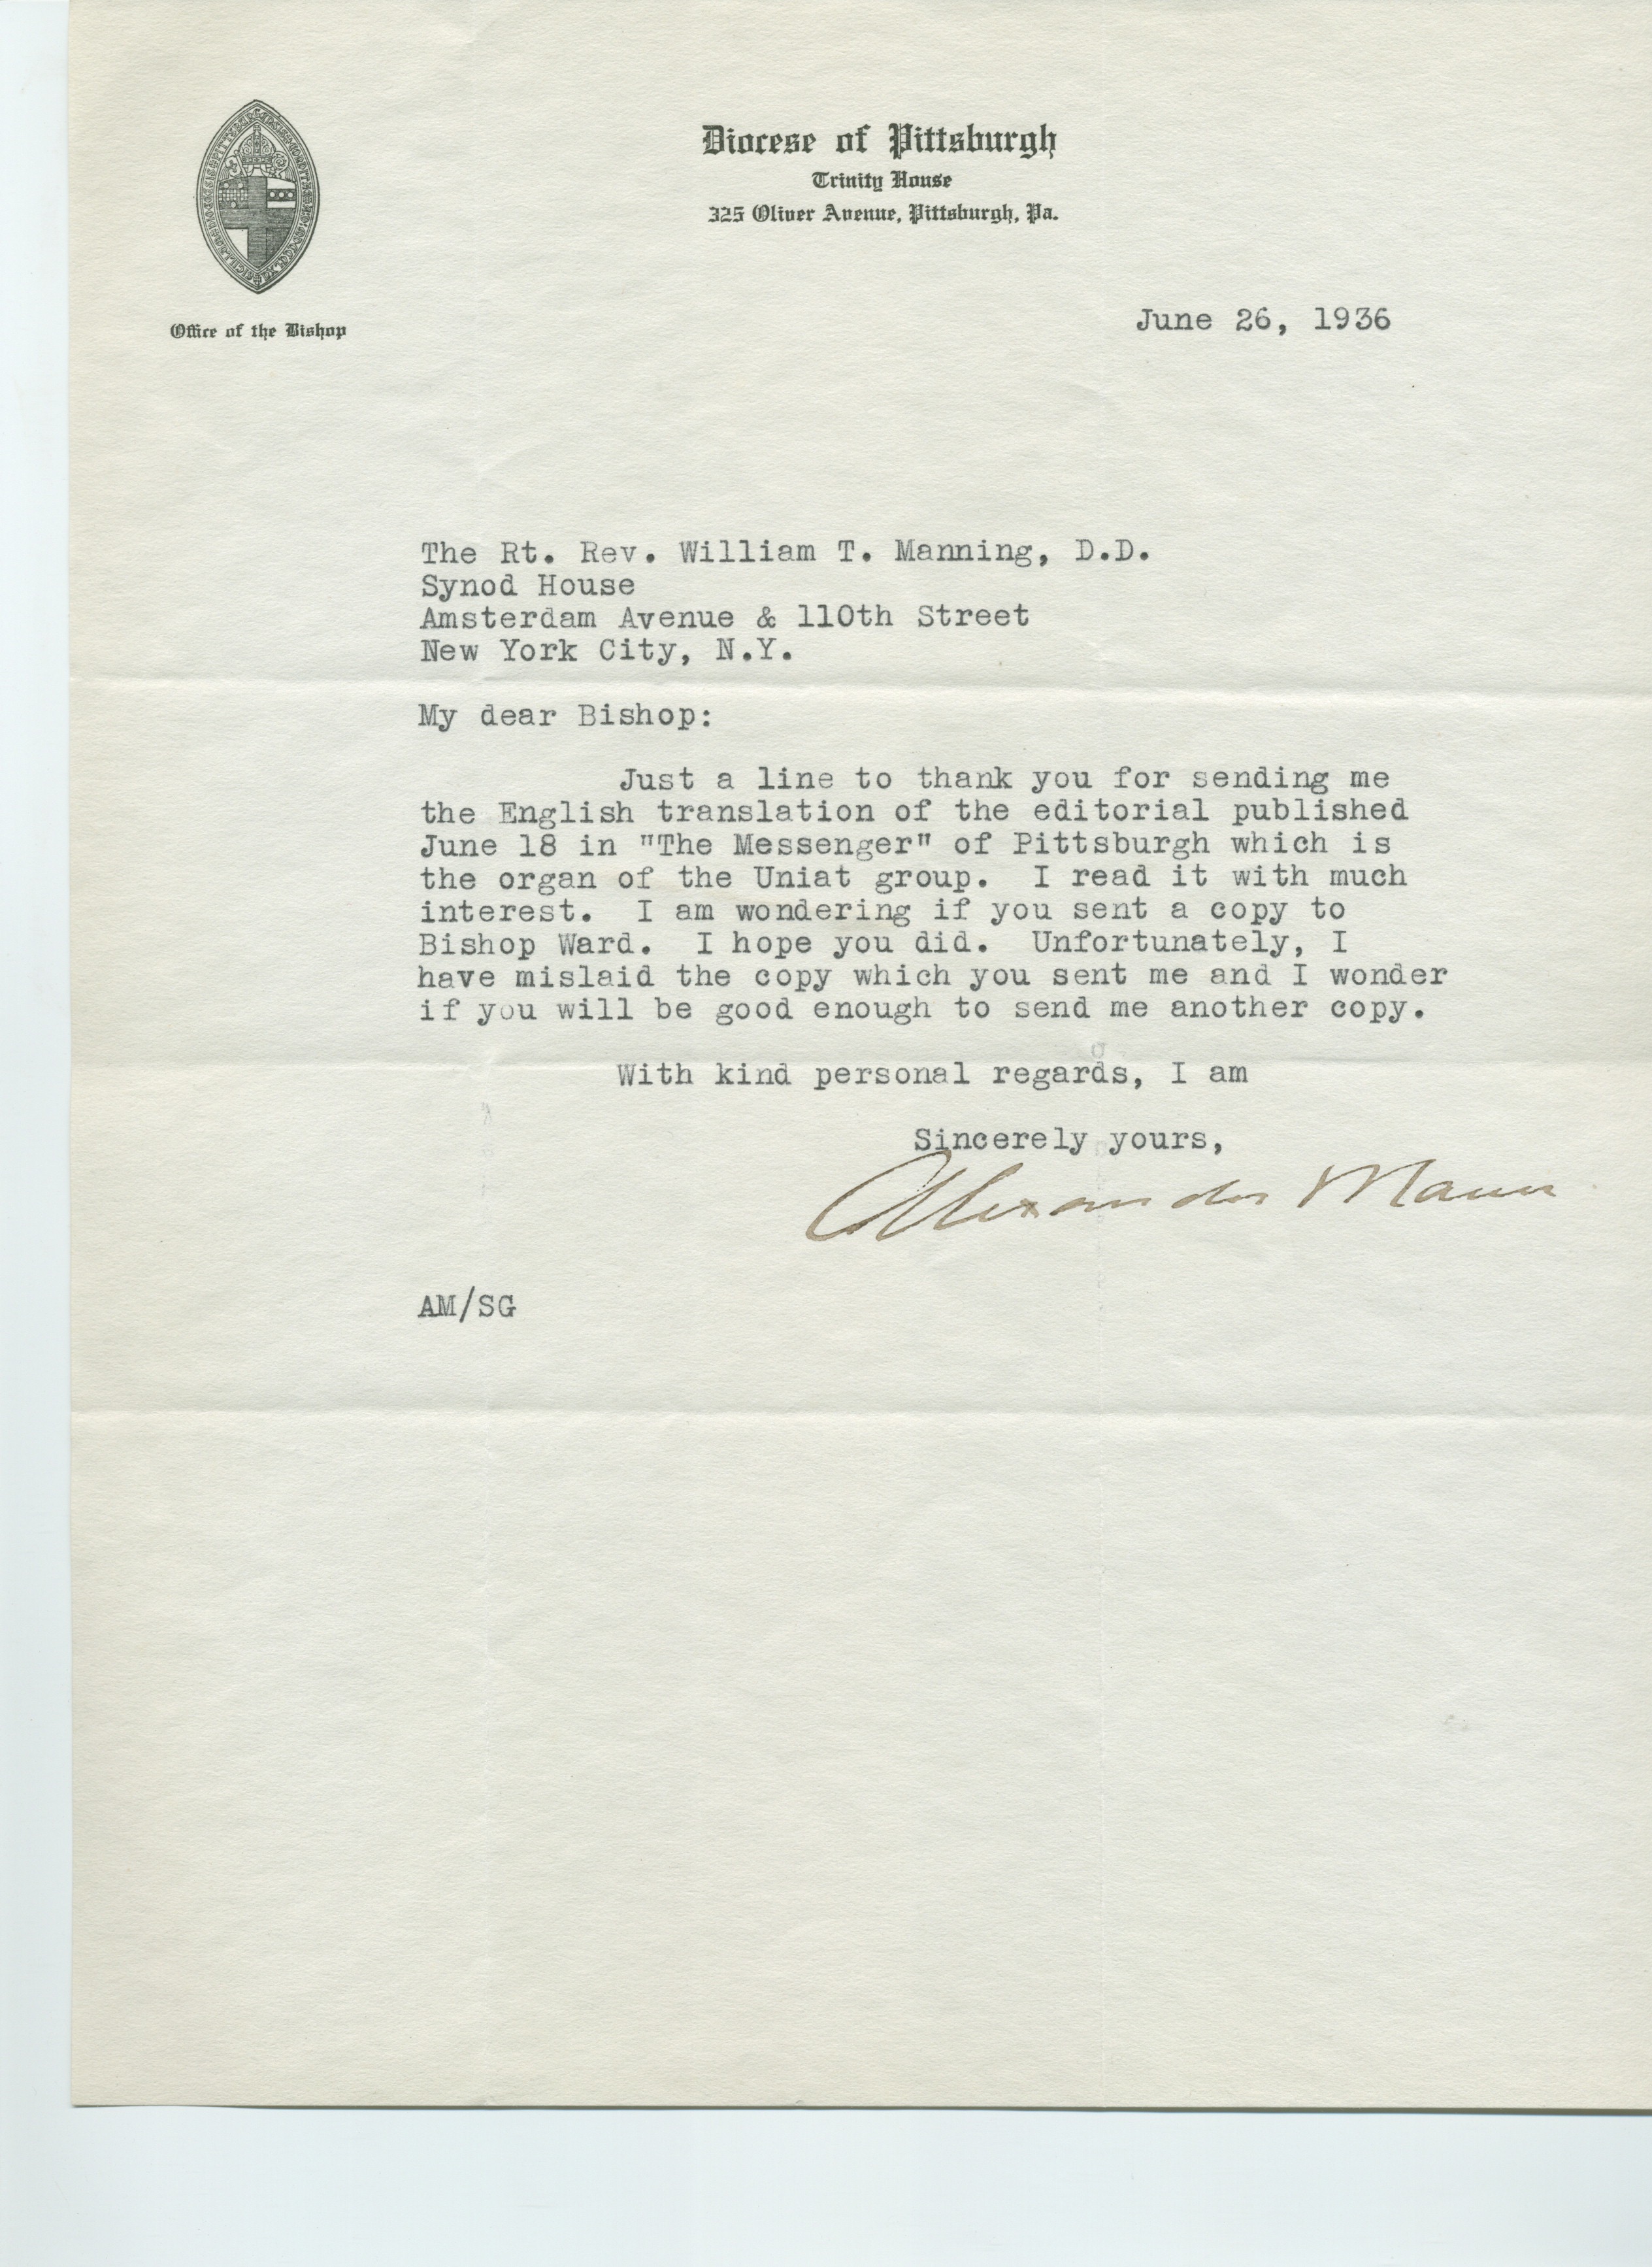 Diocese of Pittsburgh
Trinity House
325 Oliver Avenue, Pittsburgh, Pa.
Office of the Bishop
June 26, 1936
The Rt. Rev. William T. Manning, D.D.
Synod House
Amsterdam Avenue & 110th Street
New York City, N.Y.
My dear Bishop:
Just a line to thank you for sending me
the English translation of the editorial published
June 18 in "The Messenger" of Pittsburgh which is
the organ of the Uniat group. I read it with much
interest. I am wondering if you sent a copy to
Bishop Ward. I hope you did. Unfortunately, I
have mislaid the copy which you sent me and I wonder
if you will be good enough to send me another copy.
With kind personal regards, I am
Sincerely yours,
Alexander Mann
AM/SG